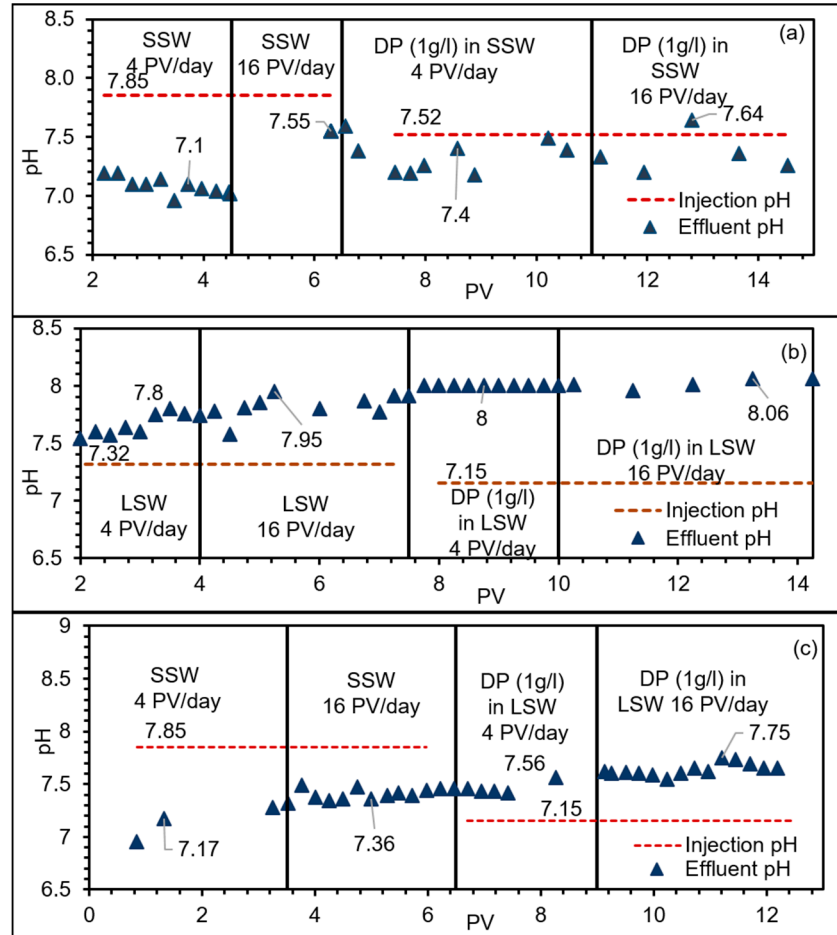 (a)
SSW
4 PV/day
SSW
16 PV/day
DP (1g/l) in SSW
4 PV/day
DP (1g/l) in
SSW
16 PV/day
8.5
8.0
7.5
7.0
6.5
pH
7.85
7.1
7.55
7.52
7.4
7.64
Injection pH
Effluent pH
2
4
6
8
10
12
14
PV
(b)
8.5
8
7.5
7
6.5
pH
7.8
7.32
7.95
8
7.15
8.06
LSW
4 PV/day
LSW
16 PV/day
DP (1g/l)
in LSW
4 PV/day
DP (1g/l) in LSW
16 PV/day
Injection pH
Effluent pH
2
4
6
8
10
12
14
PV
(c)
9
8.5
8
7.5
7
6.5
pH
SSW
4 PV/day
SSW
16 PV/day
DP (1g/l)
in LSW
4 PV/day
DP (1g/l) in
LSW 16 PV/day
7.85
7.17
7.36
7.56
7.15
7.75
Injection pH
Effluent pH
0
2
4
6
8
10
12
PV